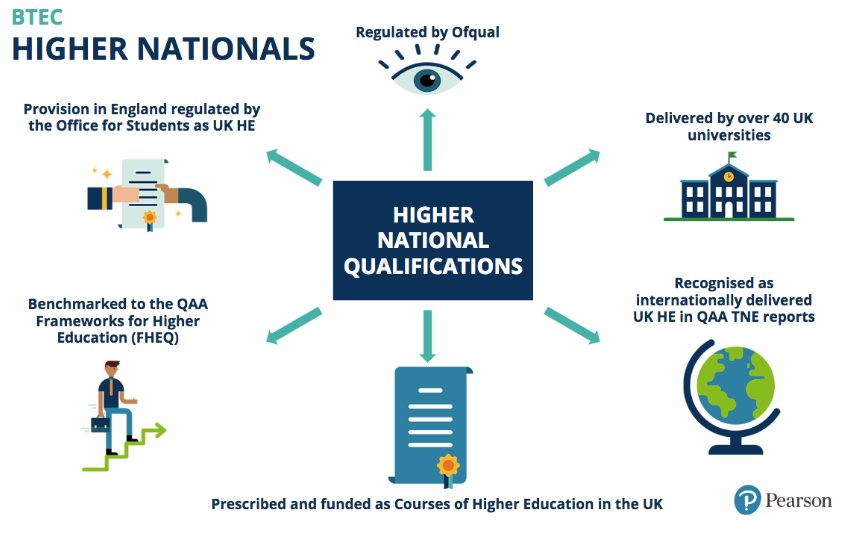 BTEC
HIGHER NATIONALS
Regulated by Ofqual
Provision in England regulated by
the Office for Students as UK HE
Delivered by over 40 UK
universities
HIGHER
NATIONAL
QUALIFICATIONS
Benchmarked to the QAA
Frameworks for Higher
Education (FHEQ)
Recognised as
internationally delivered
UK HE in QAA TNE reports
Prescribed and funded as Courses of Higher Education in the UK
P Pearson